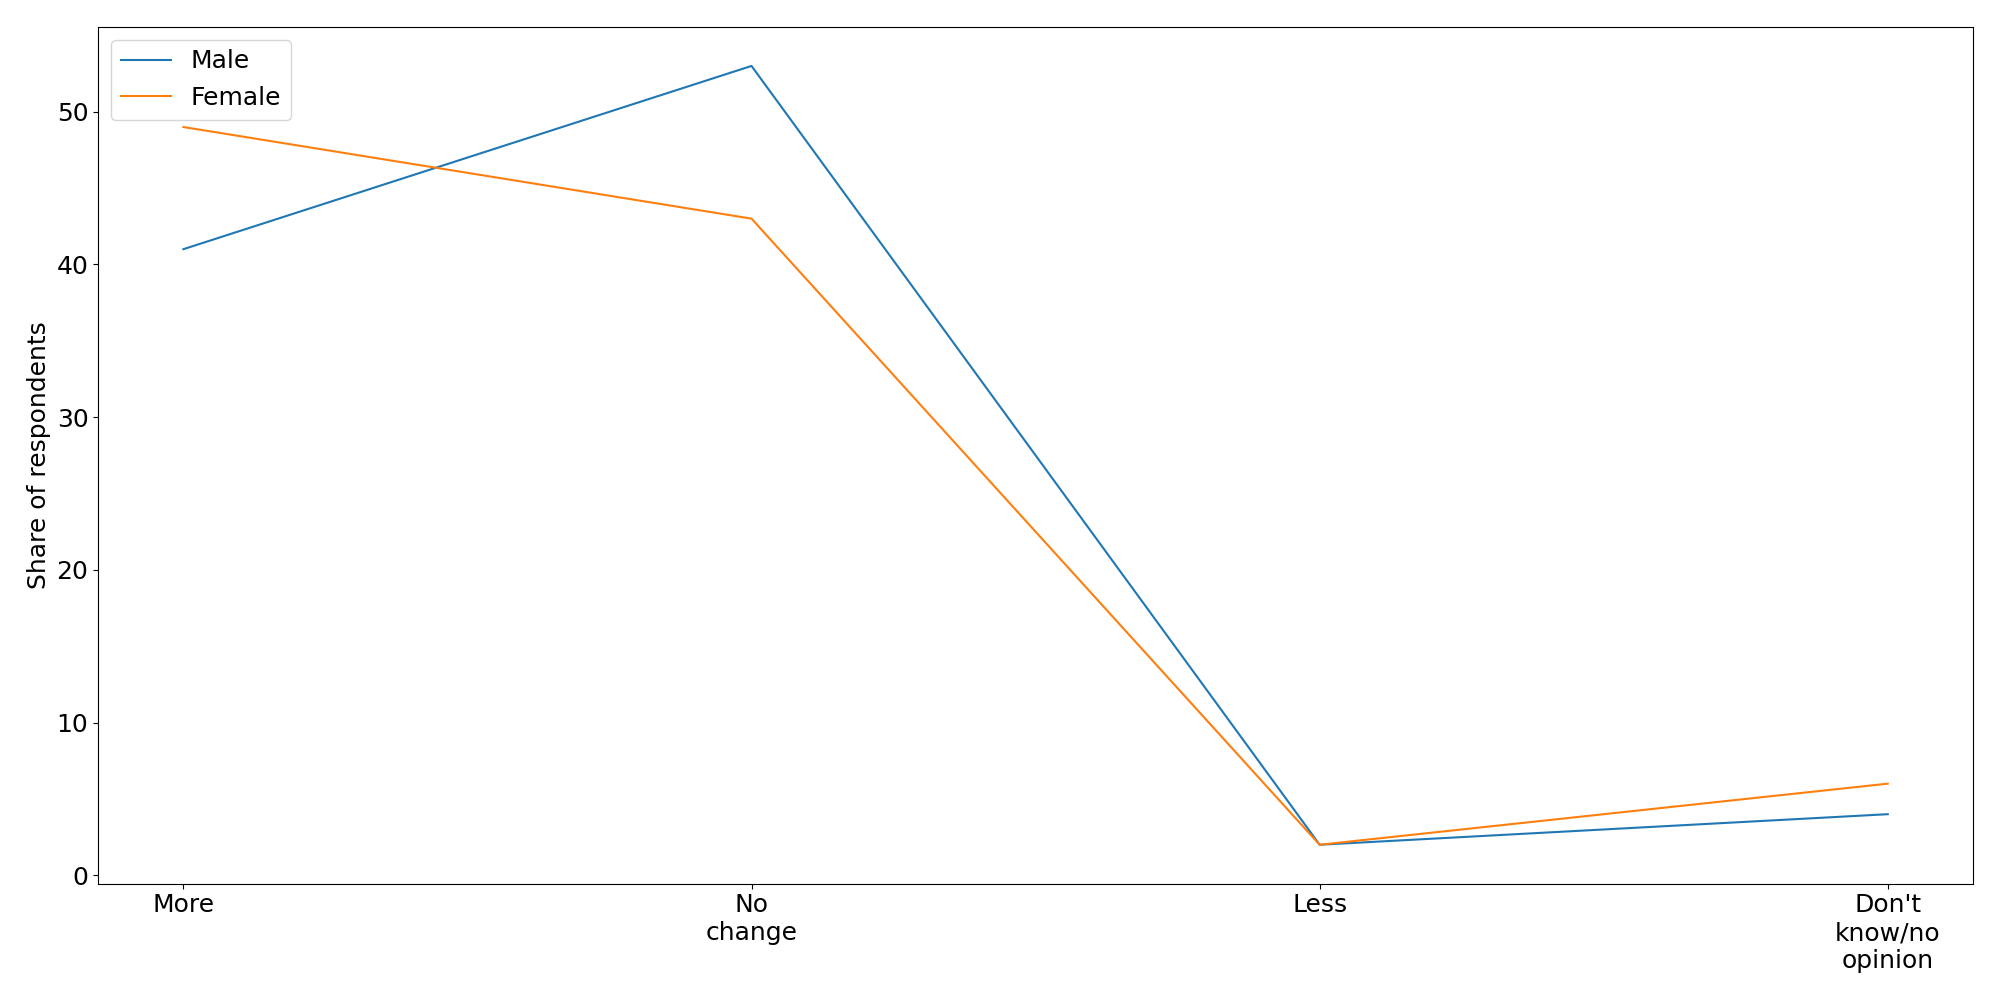 Male
Female
Share of respondents
50
40
30
20
10
0
More
No
change
Less
Don't
know/no
opinion